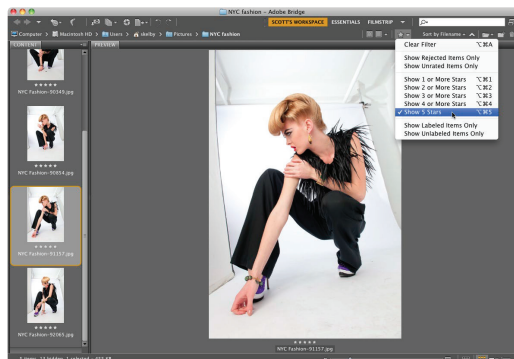 NYC fashion – Adobe Bridge
SCOTT'S WORKSPACE ESSENTIALS FILMSTRIP
Computer > Macintosh HD > Users > skelby > Pictures > NYC fashion
Sort by Filename
CONTENT
PREVIEW
Clear Filter ⌥⌘A
Show Rejected Items Only
Show Unrated Items Only
Show 1 or More Stars ⌥⌘1
Show 2 or More Stars ⌥⌘2
Show 3 or More Stars ⌥⌘3
Show 4 or More Stars ⌥⌘4
✓ Show 5 Stars ⌥⌘5
Show Labeled Items Only
Show Unlabeled Items Only
★★★★★
NYC Fashion-90349.jpg
★★★★★
NYC Fashion-90854.jpg
★★★★★
NYC Fashion-91157.jpg
★★★★★
NYC Fashion-92065.jpg
★★★★★
NYC Fashion-91157.jpg